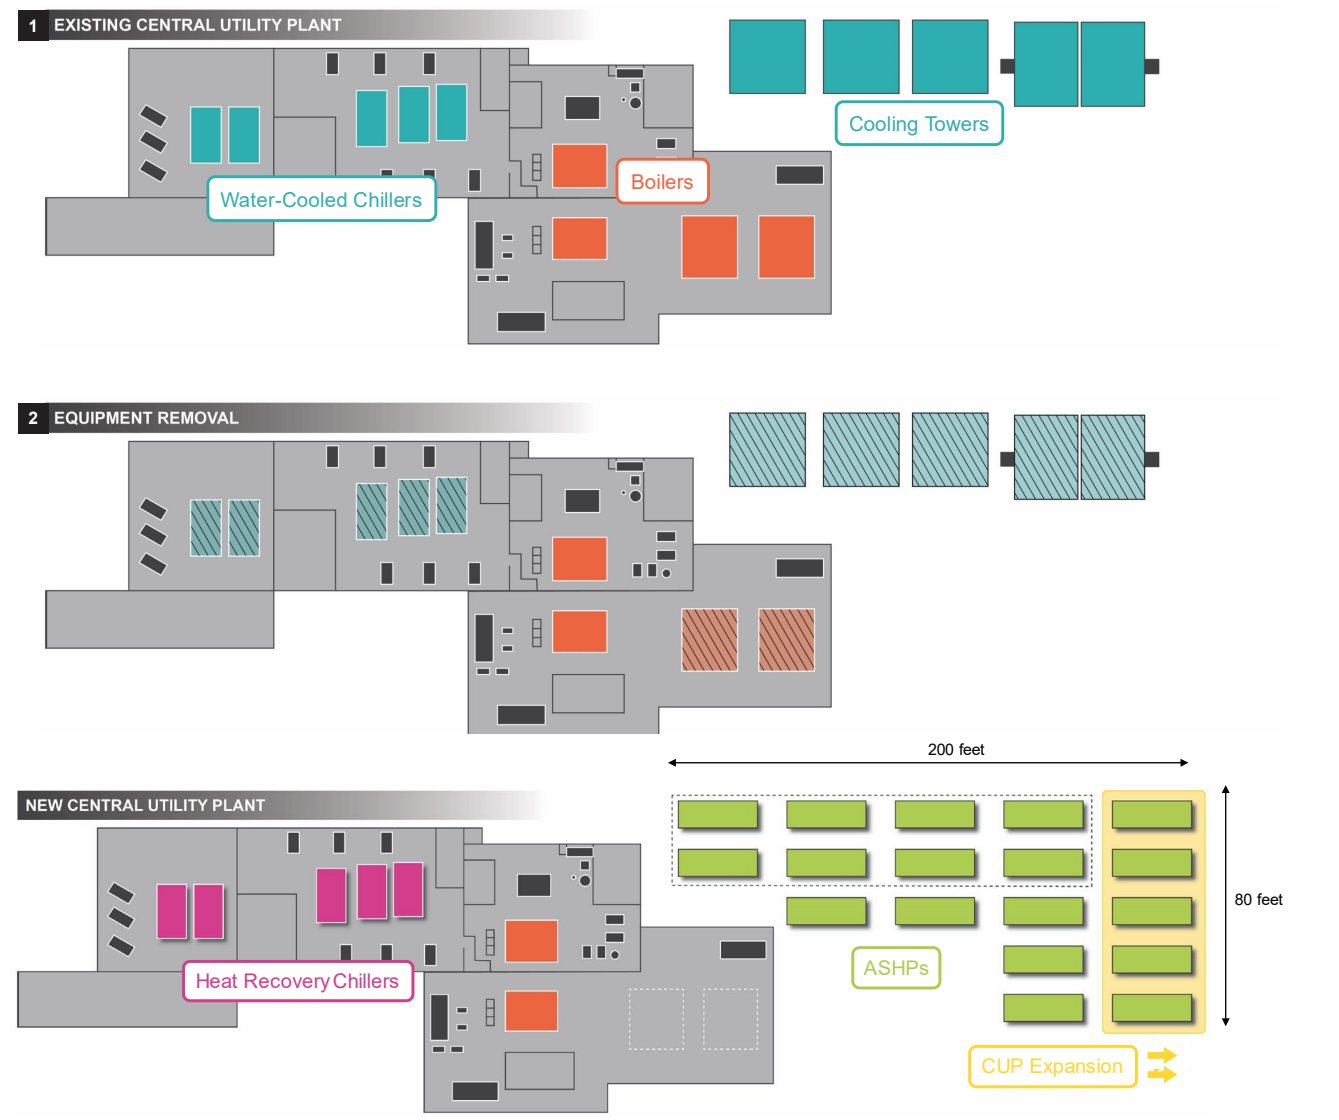 1 EXISTING CENTRAL UTILITY PLANT
Cooling Towers
Boilers
Water-Cooled Chillers
2 EQUIPMENT REMOVAL
200 feet
NEW CENTRAL UTILITY PLANT
80 feet
ASHPs
Heat Recovery Chillers
CUP Expansion